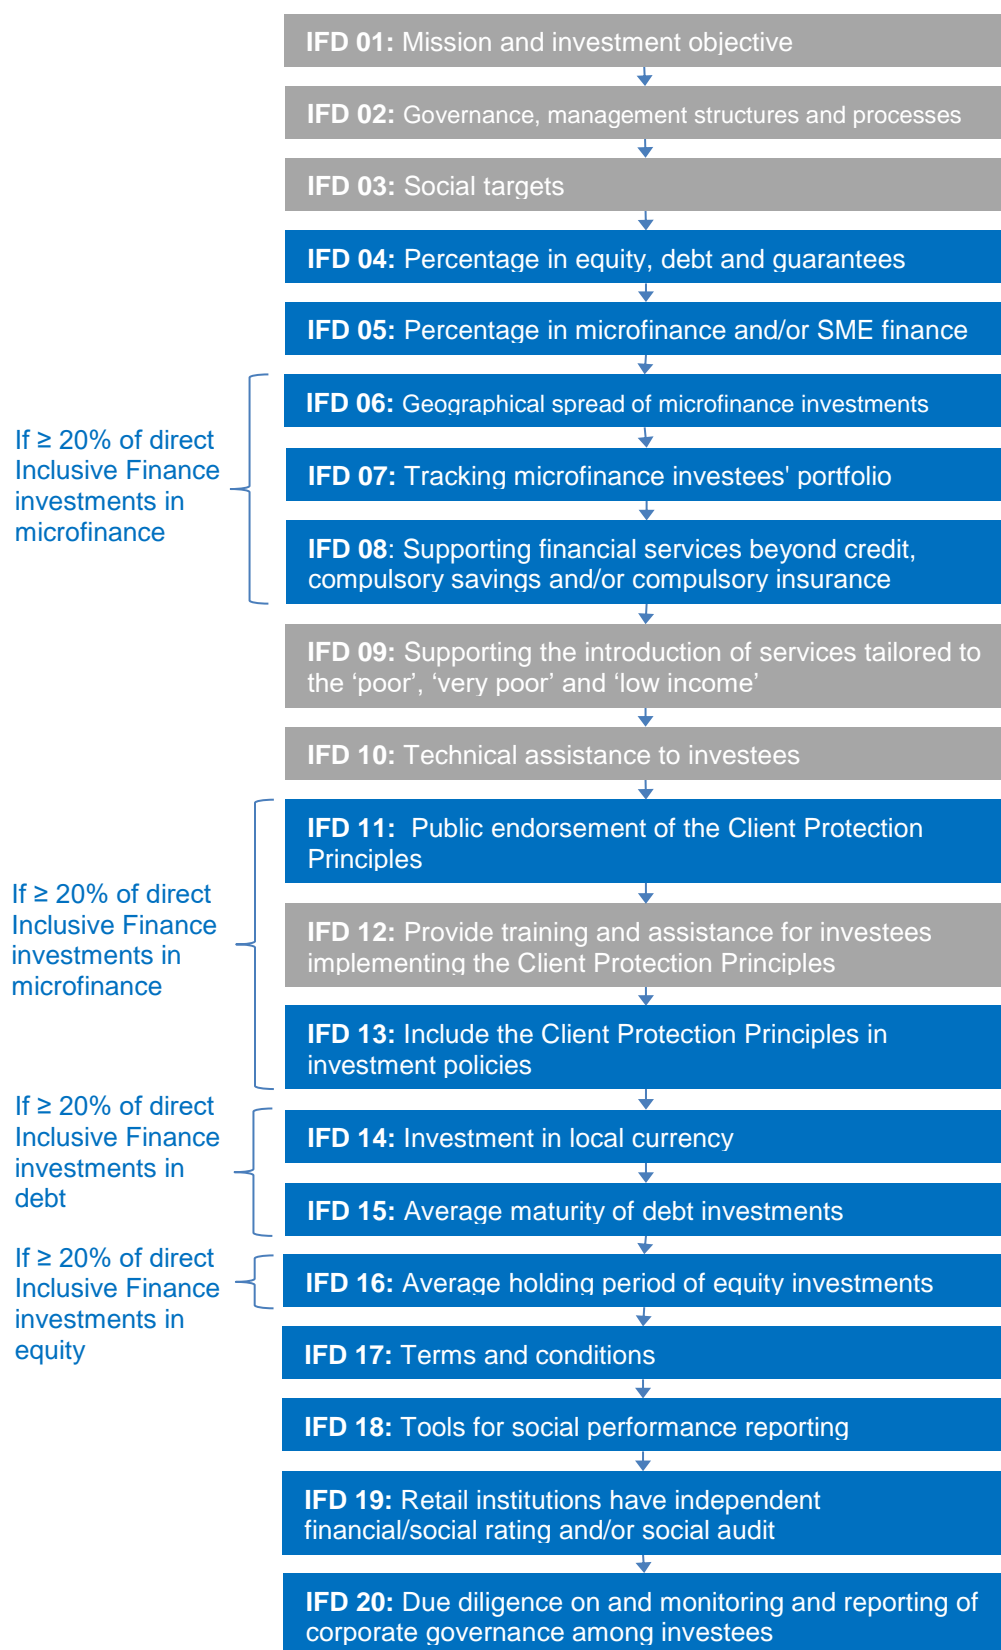 IFD 01: Mission and investment objective
IFD 02: Governance, management structures and processes
IFD 03: Social targets
IFD 04: Percentage in equity, debt and guarantees
IFD 05: Percentage in microfinance and/or SME finance
If ≥ 20% of direct
Inclusive Finance
investments in
microfinance
IFD 06: Geographical spread of microfinance investments
IFD 07: Tracking microfinance investees' portfolio
IFD 08: Supporting financial services beyond credit,
compulsory savings and/or compulsory insurance
IFD 09: Supporting the introduction of services tailored to
the ‘poor’, ‘very poor’ and ‘low income’
IFD 10: Technical assistance to investees
If ≥ 20% of direct
Inclusive Finance
investments in
microfinance
IFD 11: Public endorsement of the Client Protection
Principles
IFD 12: Provide training and assistance for investees
implementing the Client Protection Principles
IFD 13: Include the Client Protection Principles in
investment policies
If ≥ 20% of direct
Inclusive Finance
investments in
debt
IFD 14: Investment in local currency
IFD 15: Average maturity of debt investments
If ≥ 20% of direct
Inclusive Finance
investments in
equity
IFD 16: Average holding period of equity investments
IFD 17: Terms and conditions
IFD 18: Tools for social performance reporting
IFD 19: Retail institutions have independent
financial/social rating and/or social audit
IFD 20: Due diligence on and monitoring and reporting of
corporate governance among investees